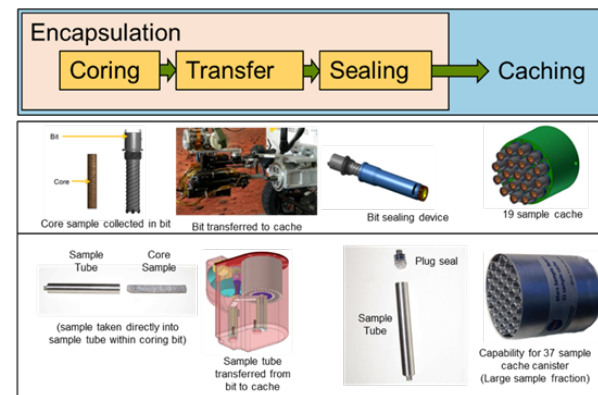 Encapsulation
Coring
Transfer
Sealing
Caching
Bit
Core
Core sample collected in bit
Bit transferred to cache
Bit sealing device
19 sample cache
Sample
Tube
Core
Sample
(sample taken directly into
sample tube within coring bit)
Sample tube
transferred from
bit to cache
Plug seal
Sample
Tube
Capability for 37 sample
cache canister
(Large sample fraction)